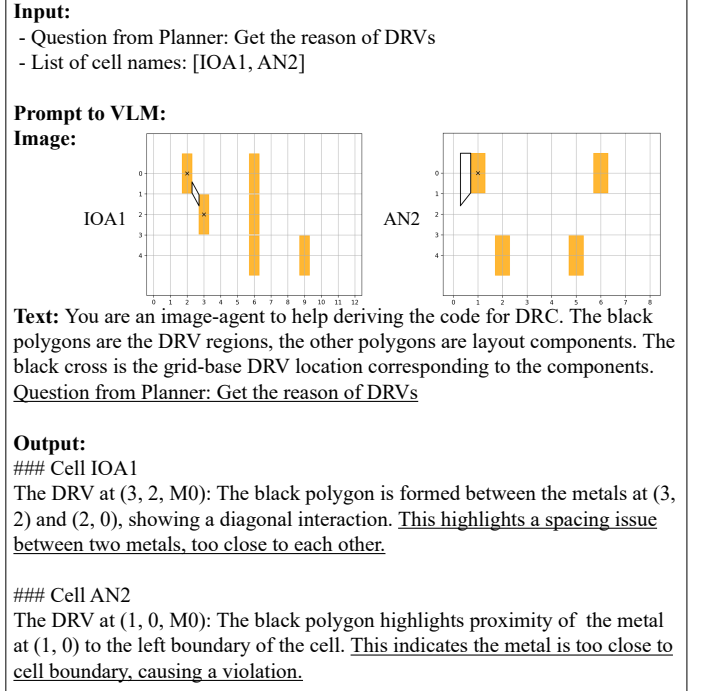 Input:
- Question from Planner: Get the reason of DRVs
- List of cell names: [IOA1, AN2]
Prompt to VLM:
Image:
IOA1
0
1
2
3
4
0 1 2 3 4 5 6 7 8 9 10 11 12
AN2
0
1
2
3
4
0 1 2 3 4 5 6 7 8
Text: You are an image-agent to help deriving the code for DRC. The black
polygons are the DRV regions, the other polygons are layout components. The
black cross is the grid-base DRV location corresponding to the components.
Question from Planner: Get the reason of DRVs
Output:
### Cell IOA1
The DRV at (3, 2, M0): The black polygon is formed between the metals at (3,
2) and (2, 0), showing a diagonal interaction. This highlights a spacing issue
between two metals, too close to each other.
### Cell AN2
The DRV at (1, 0, M0): The black polygon highlights proximity of the metal
at (1, 0) to the left boundary of the cell. This indicates the metal is too close to
cell boundary, causing a violation.